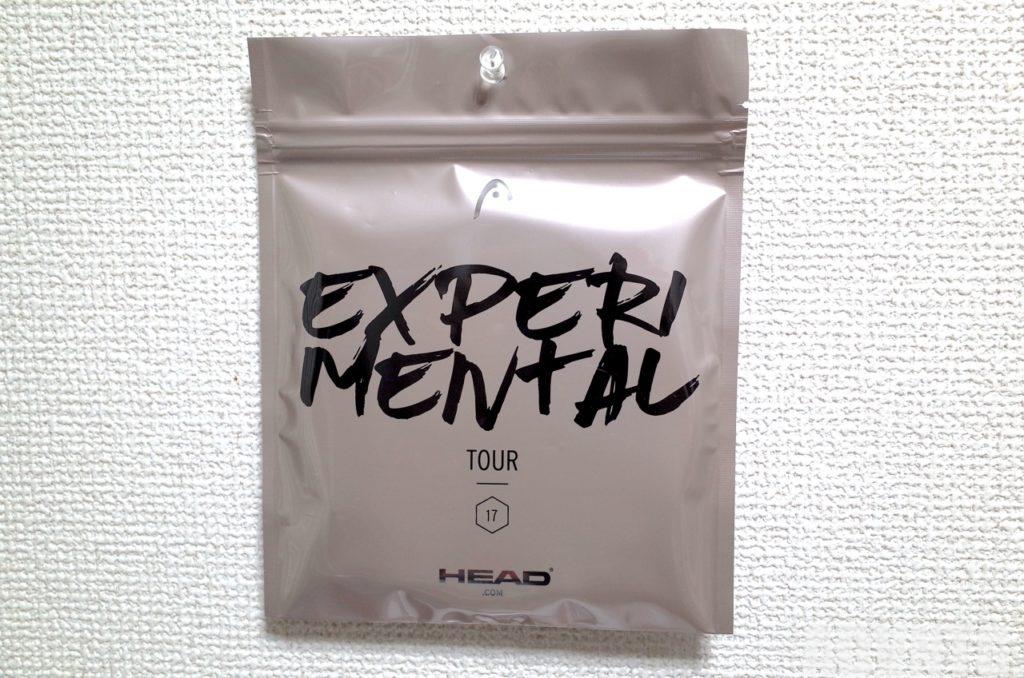 EXPERI
MENTAL
TOUR
17
HEAD®
.COM